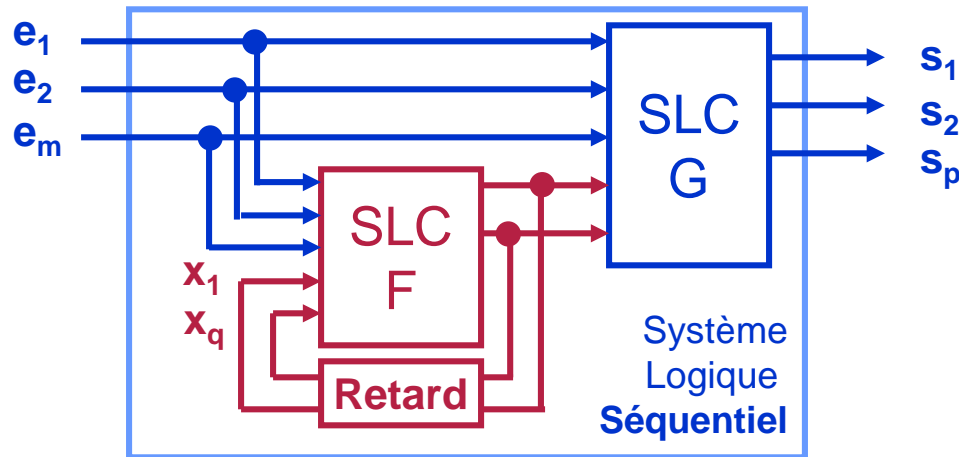 e1
e2
em
SLC
G
s1
s2
sp
SLC
F
x1
xq
Retard
Système
Logique
Séquentiel